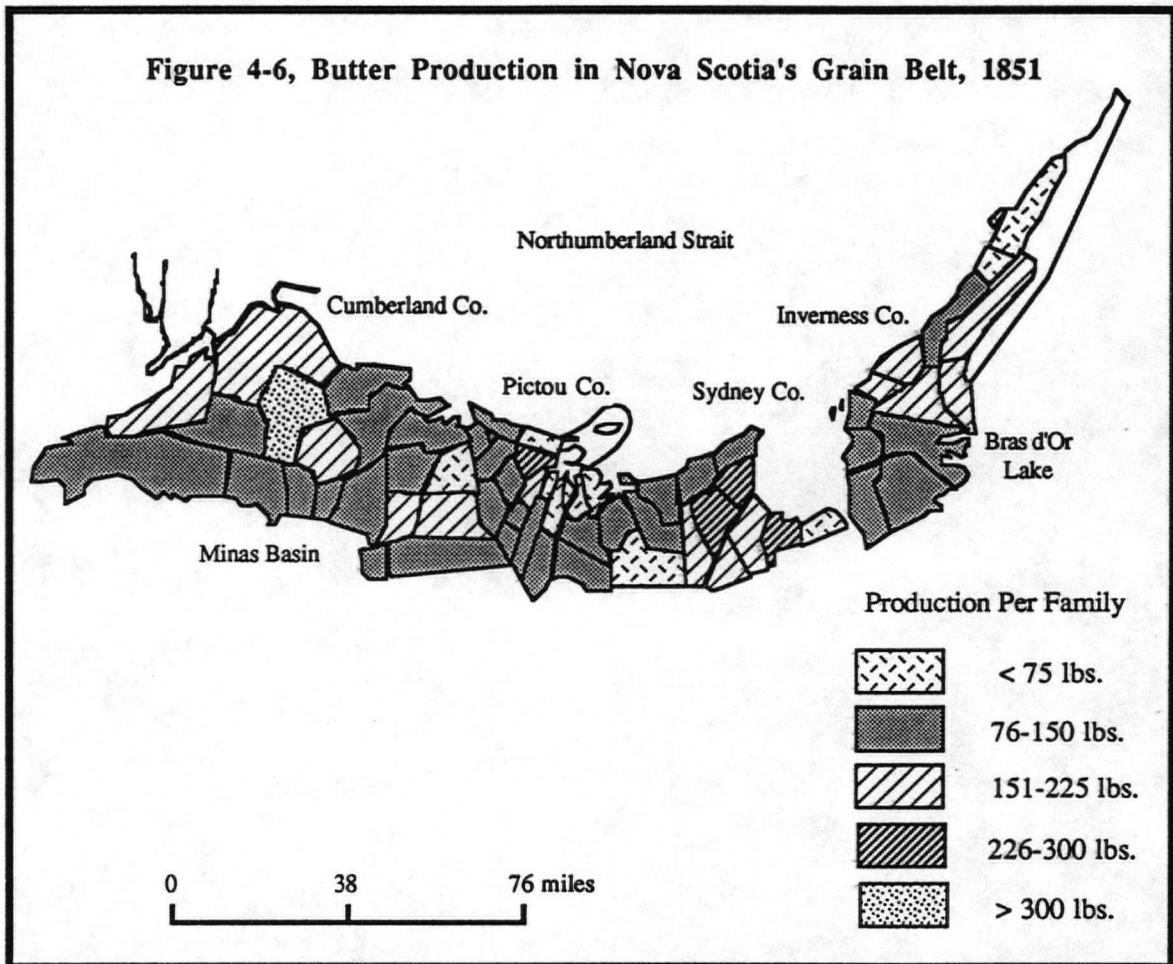 Figure 4-6, Butter Production in Nova Scotia's Grain Belt, 1851
Northumberland Strait
Cumberland Co.
Inverness Co.
Pictou Co.
Sydney Co.
Bras d'Or
Lake
Minas Basin
Production Per Family
< 75 lbs.
76-150 lbs.
151-225 lbs.
226-300 lbs.
> 300 lbs.
0 38 76 miles